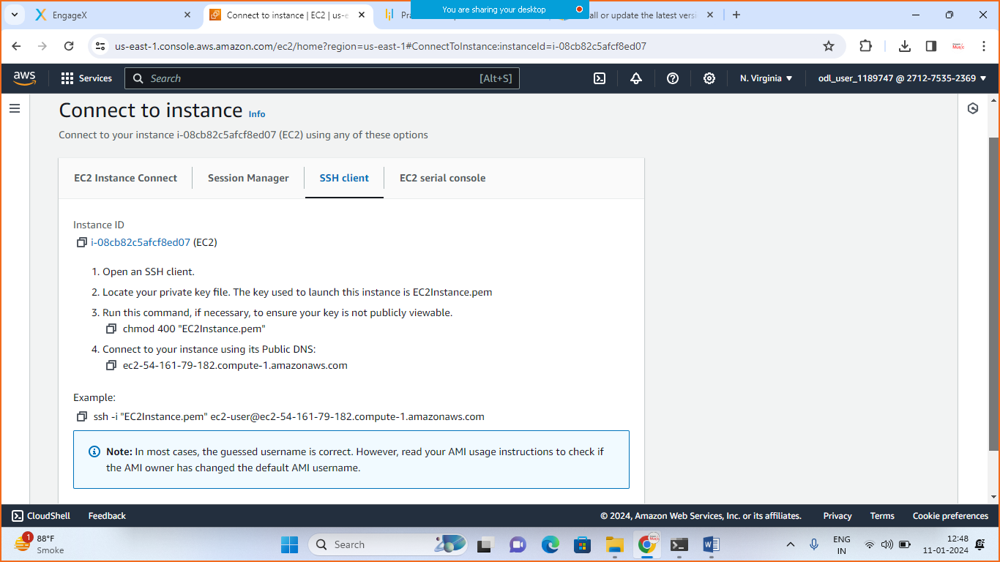 You are sharing your desktop
EngageX
Connect to instance | EC2 | us-e
Pra
all or update the latest versi
us-east-1.console.aws.amazon.com/ec2/home?region=us-east-1#ConnectToInstance:instanceId=i-08cb82c5afcf8ed07
aws
Services
Search
[Alt+S]
N. Virginia
odl_user_1189747 @ 2712-7535-2369
Connect to instance Info
Connect to your instance i-08cb82c5afcf8ed07 (EC2) using any of these options
EC2 Instance Connect
Session Manager
SSH client
EC2 serial console
Instance ID
i-08cb82c5afcf8ed07 (EC2)
1. Open an SSH client.
2. Locate your private key file. The key used to launch this instance is EC2Instance.pem
3. Run this command, if necessary, to ensure your key is not publicly viewable.
chmod 400 "EC2Instance.pem"
4. Connect to your instance using its Public DNS:
ec2-54-161-79-182.compute-1.amazonaws.com
Example:
ssh -i "EC2Instance.pem" ec2-user@ec2-54-161-79-182.compute-1.amazonaws.com
Note: In most cases, the guessed username is correct. However, read your AMI usage instructions to check if
the AMI owner has changed the default AMI username.
CloudShell
Feedback
© 2024, Amazon Web Services, Inc. or its affiliates.
Privacy
Terms
Cookie preferences
1
88°F
Smoke
Search
ENG
IN
12:48
11-01-2024